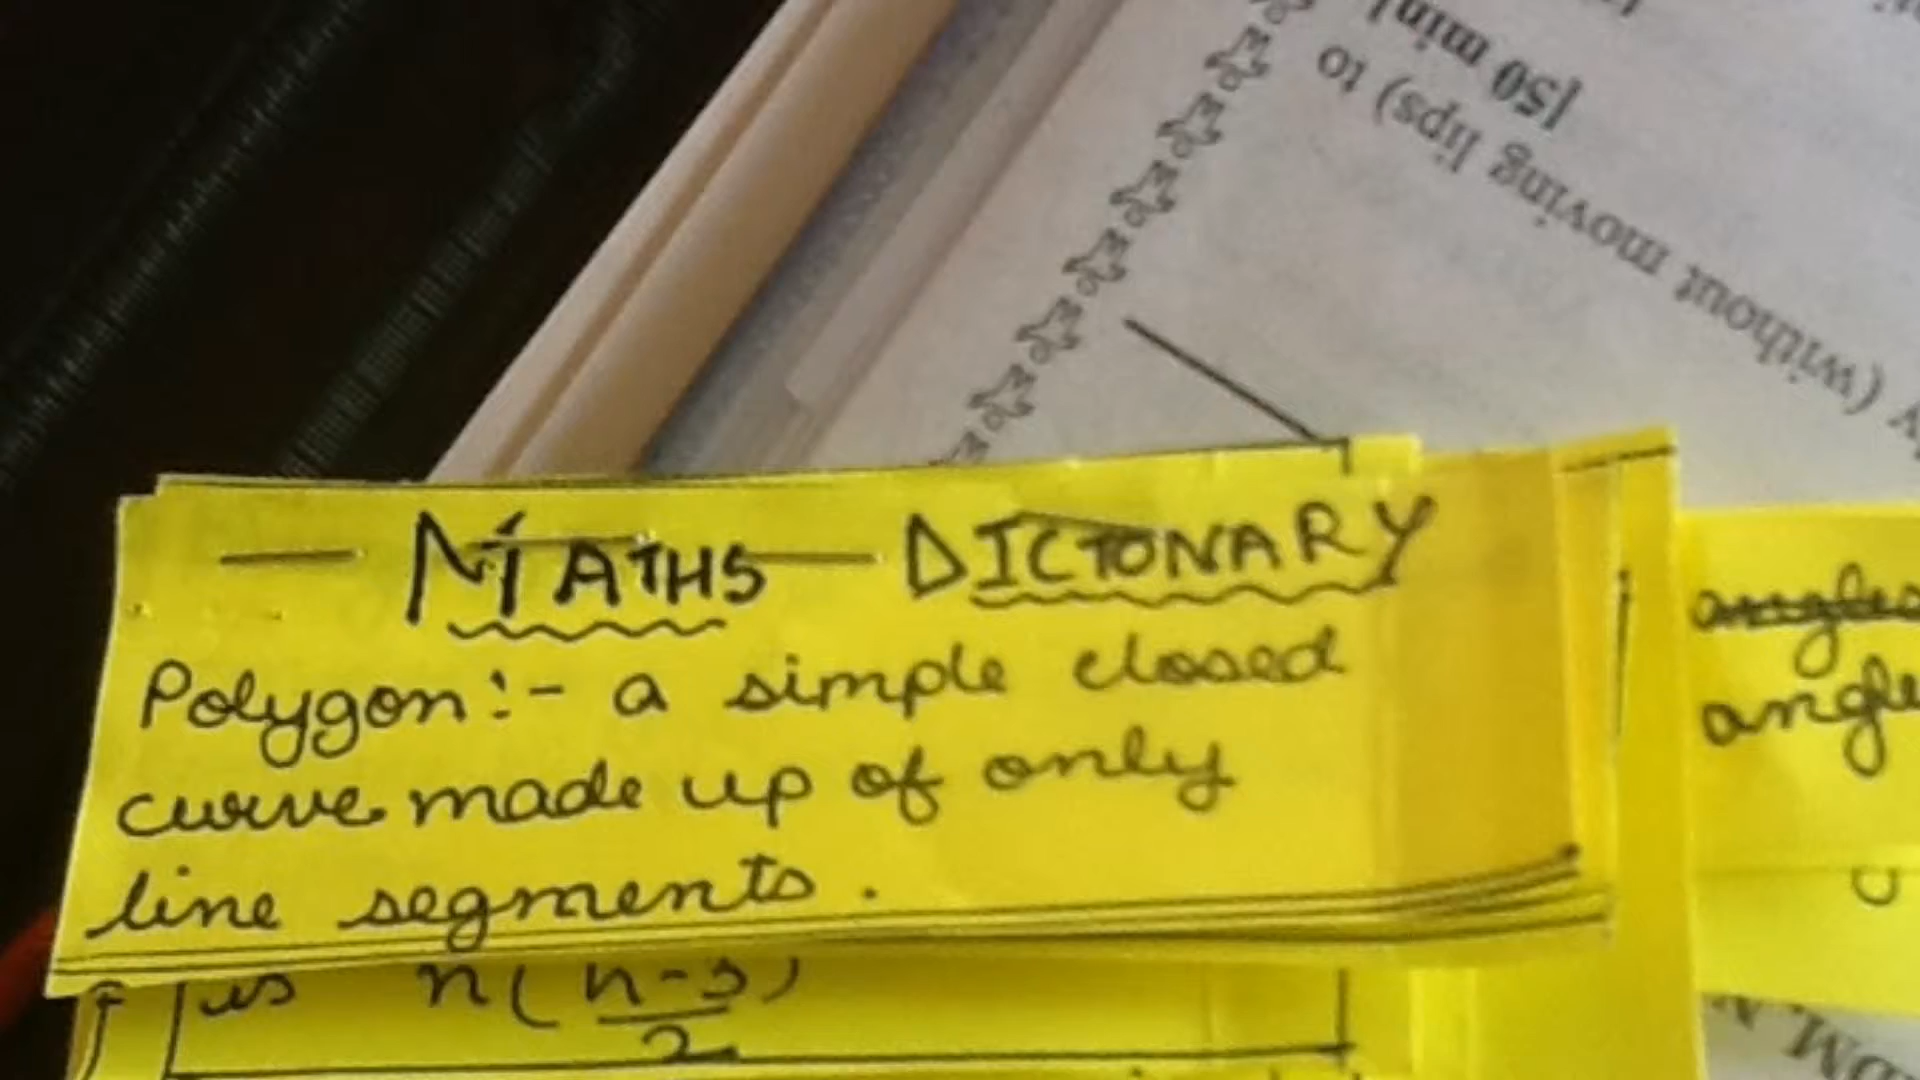 MATHS DICTONARY
Polygon:- a simple closed
curve made up of only
line segments.
is n(n-3)
2
angles
angle
[50 min
(without moving lips) to